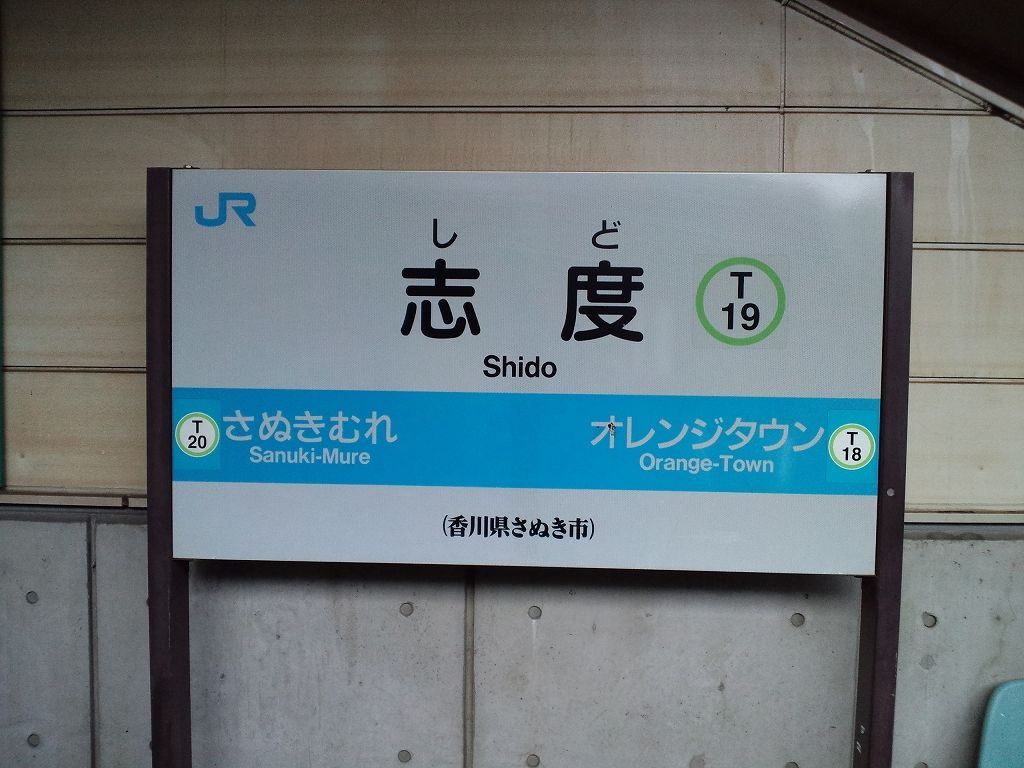 JR
しど
志度
T
19
Shido
T
20
さぬきむれ
Sanuki-Mure
オレンジタウン
Orange-Town
T
18
(香川県さぬき市)